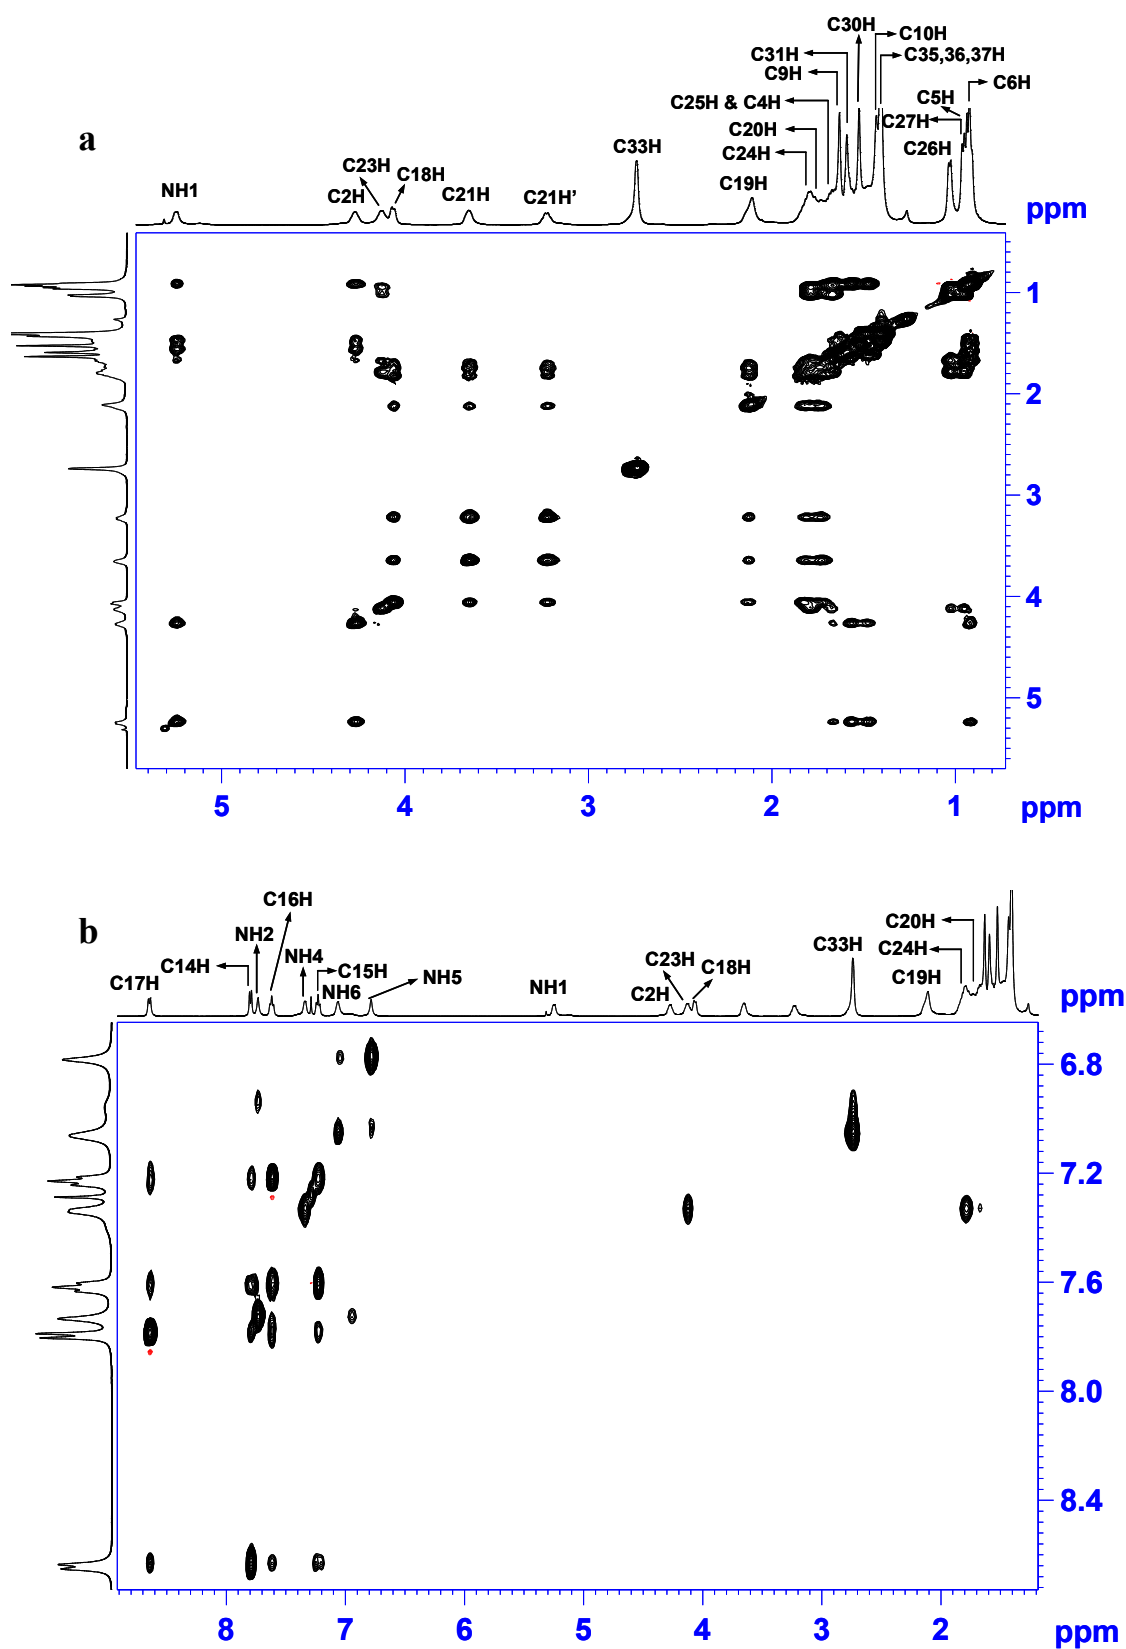 a
C30H
C10H
C31H
C35,36,37H
C9H
C6H
C25H & C4H
C5H
C20H
C27H
C24H
C26H
C33H
C23H
C18H
C2H
C21H
C21H’
C19H
NH1
ppm
1
2
3
4
5
5
4
3
2
1
ppm
b
C16H
NH2
C20H
C14H
NH4
C15H
C24H
C33H
C17H
NH6
NH5
C23H
C18H
C19H
NH1
C2H
ppm
6.8
7.2
7.6
8.0
8.4
8
7
6
5
4
3
2
ppm